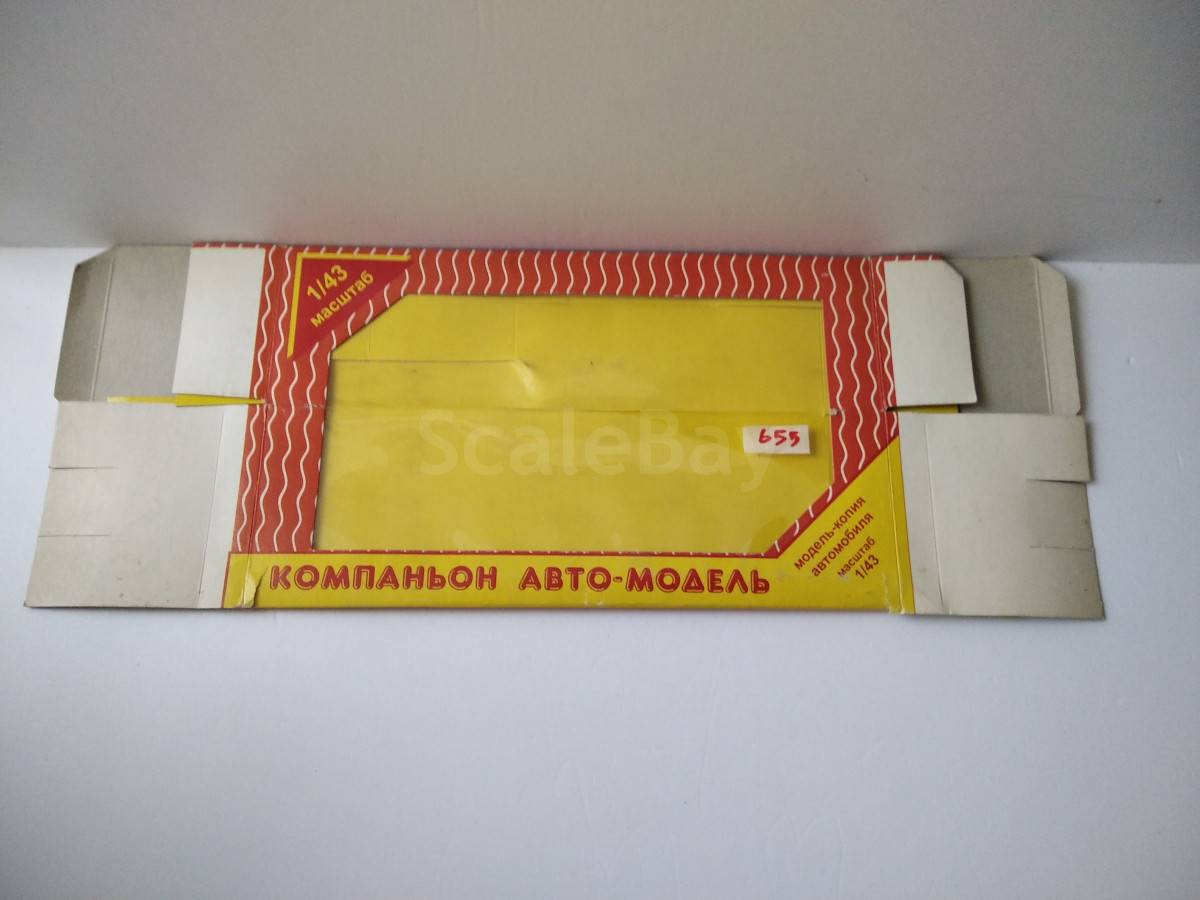 1/43
масштаб
ScaleBay
655
модель-копия
автомобиля
масштаб
1/43
КОМПАНЬОН АВТО-МОДЕЛЬ